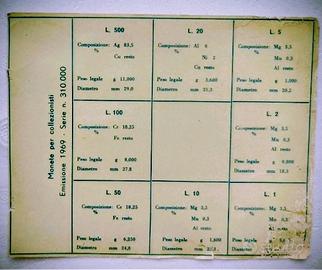 Monete per collezionisti
Emissione 1969 - Serie n. 310.000
L. 500
Composizione: Ag 83,5
%
Cu resto
Peso legale g 11,000
Diametro mm 29,0
L. 20
Composizione: Al 6
%
Ni 2
Cu resto
Peso legale g 3,600
Diametro mm 21,3
L. 5
Composizione: Mg 3,5
%
Mn 0,3
Al resto
Peso legale g 1,000
Diametro mm 20,2
L. 100
Composizione: Cr 18,25
%
Fe resto
Peso legale g 8,000
Diametro mm 27,8
L. 2
Composizione: Mg 3,5
%
Mn 0,3
Al resto
Peso legale g 0,800
Diametro mm 18,3
L. 50
Composizione: Cr 18,25
%
Fe resto
Peso legale g 6,250
Diametro mm 24,8
L. 10
Composizione: Mg 3,5
%
Mn 0,3
Al resto
Peso legale g 1,600
Diametro mm
L. 1
Composizione: Mg 3,5
%
Mn 0,3
Al resto
Peso legale
Diametro